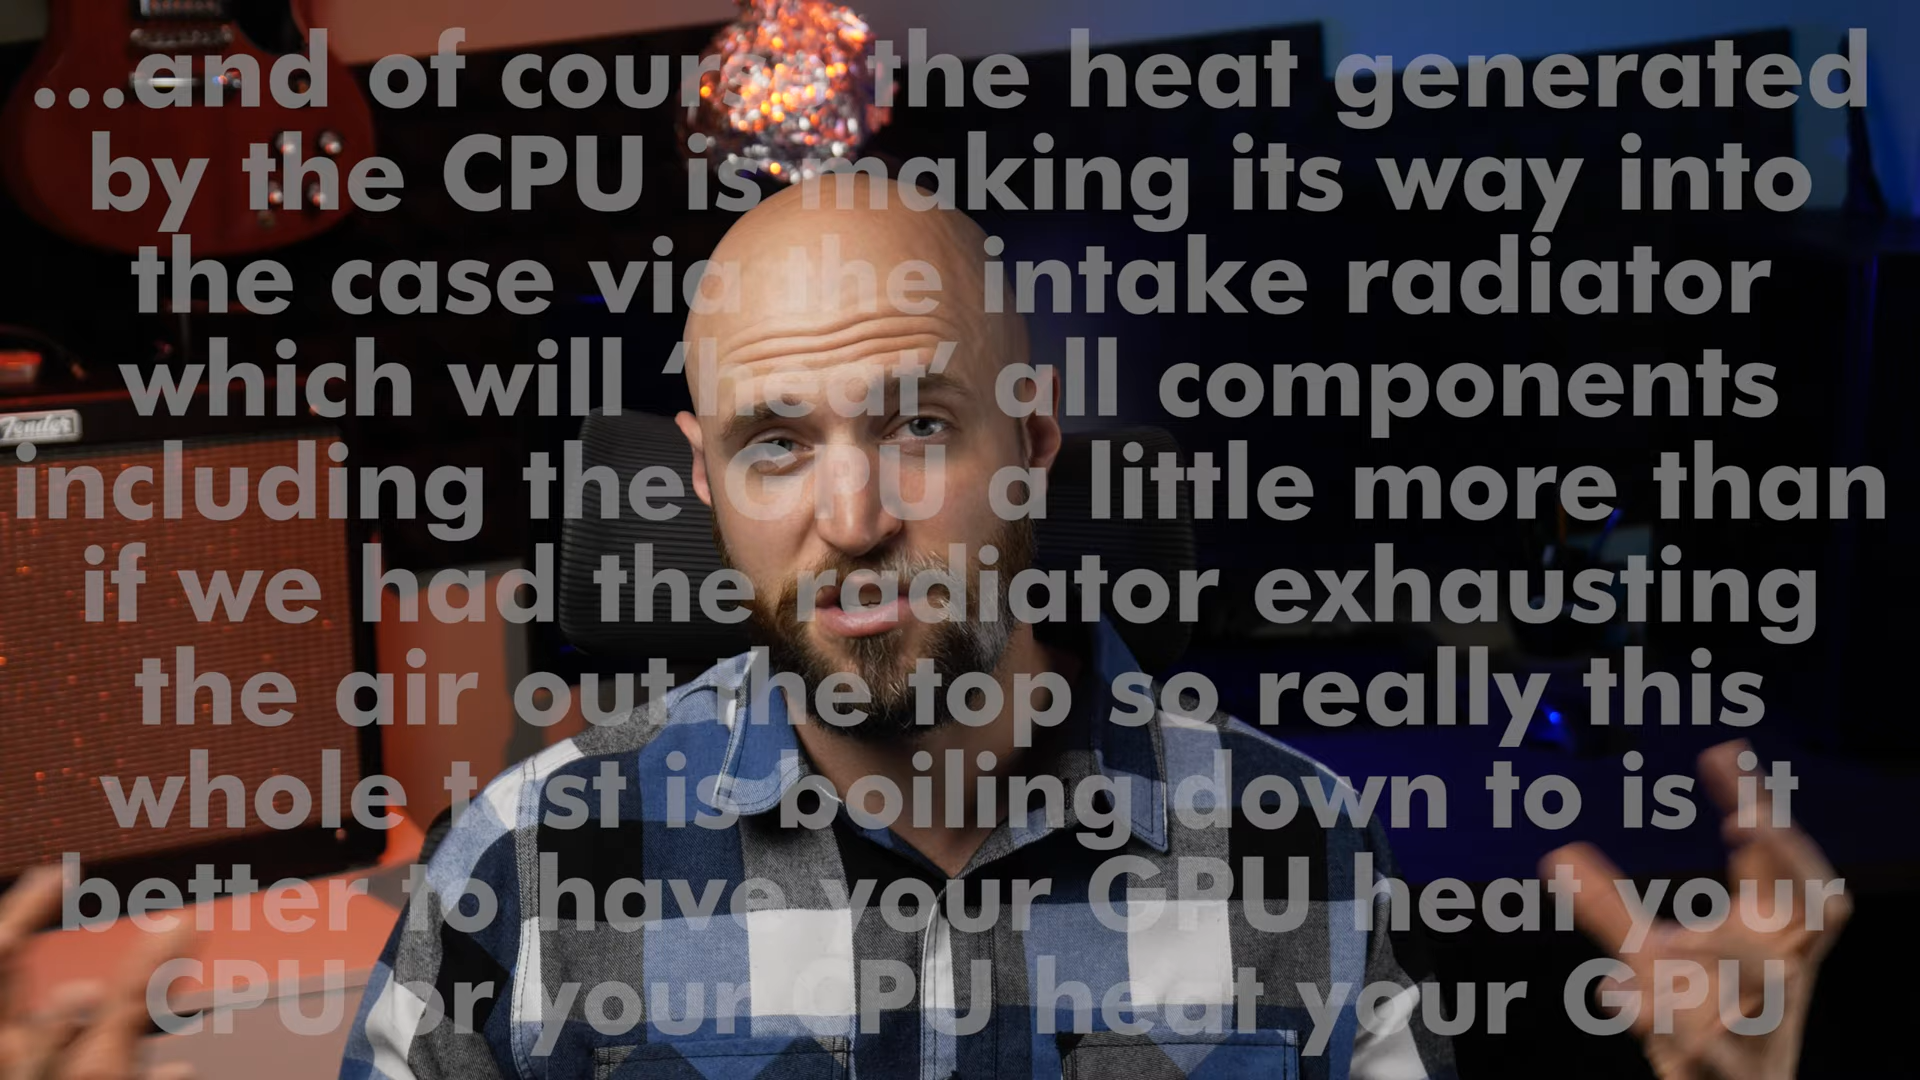 ...and of course the heat generated
by the CPU is making its way into
the case via the intake radiator
which will ‘heat’ all components
including the GPU a little more than
if we had the radiator exhausting
the air out the top so really this
whole test is boiling down to is it
better to have your GPU heat your
CPU or your CPU heat your GPU
Fender